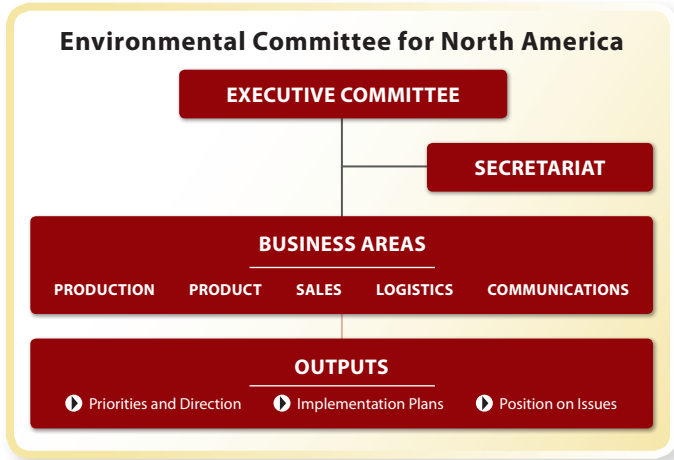 Environmental Committee for North America
EXECUTIVE COMMITTEE
SECRETARIAT
BUSINESS AREAS
PRODUCTION PRODUCT SALES LOGISTICS COMMUNICATIONS
OUTPUTS
Priorities and Direction Implementation Plans Position on Issues